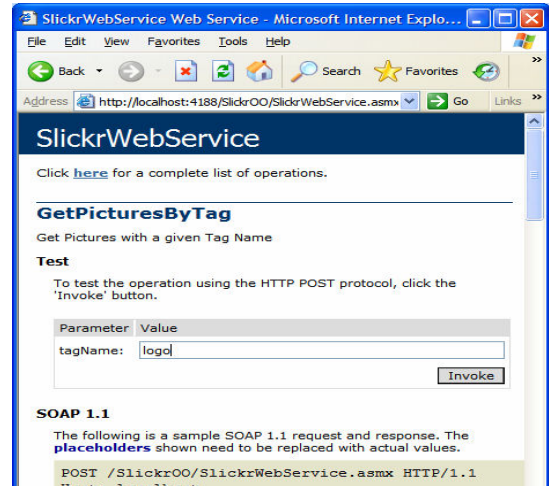 SlickrWebService Web Service - Microsoft Internet Explo...
File Edit View Favorites Tools Help
Back Search Favorites
Address http://localhost:4188/SlickrOO/SlickrWebService.asmx Go Links
SlickrWebService
Click here for a complete list of operations.
GetPicturesByTag
Get Pictures with a given Tag Name
Test
To test the operation using the HTTP POST protocol, click the
'Invoke' button.
Parameter Value
tagName: logo
Invoke
SOAP 1.1
The following is a sample SOAP 1.1 request and response. The
placeholders shown need to be replaced with actual values.
POST /SlickrOO/SlickrWebService.asmx HTTP/1.1